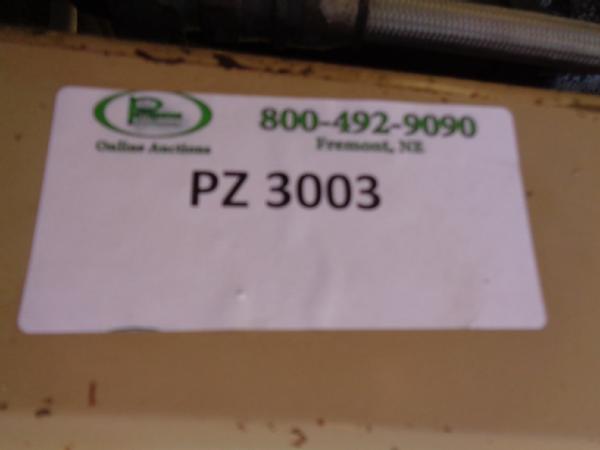 800-492-9090
Online Auctions
Fremont, NE
PZ 3003